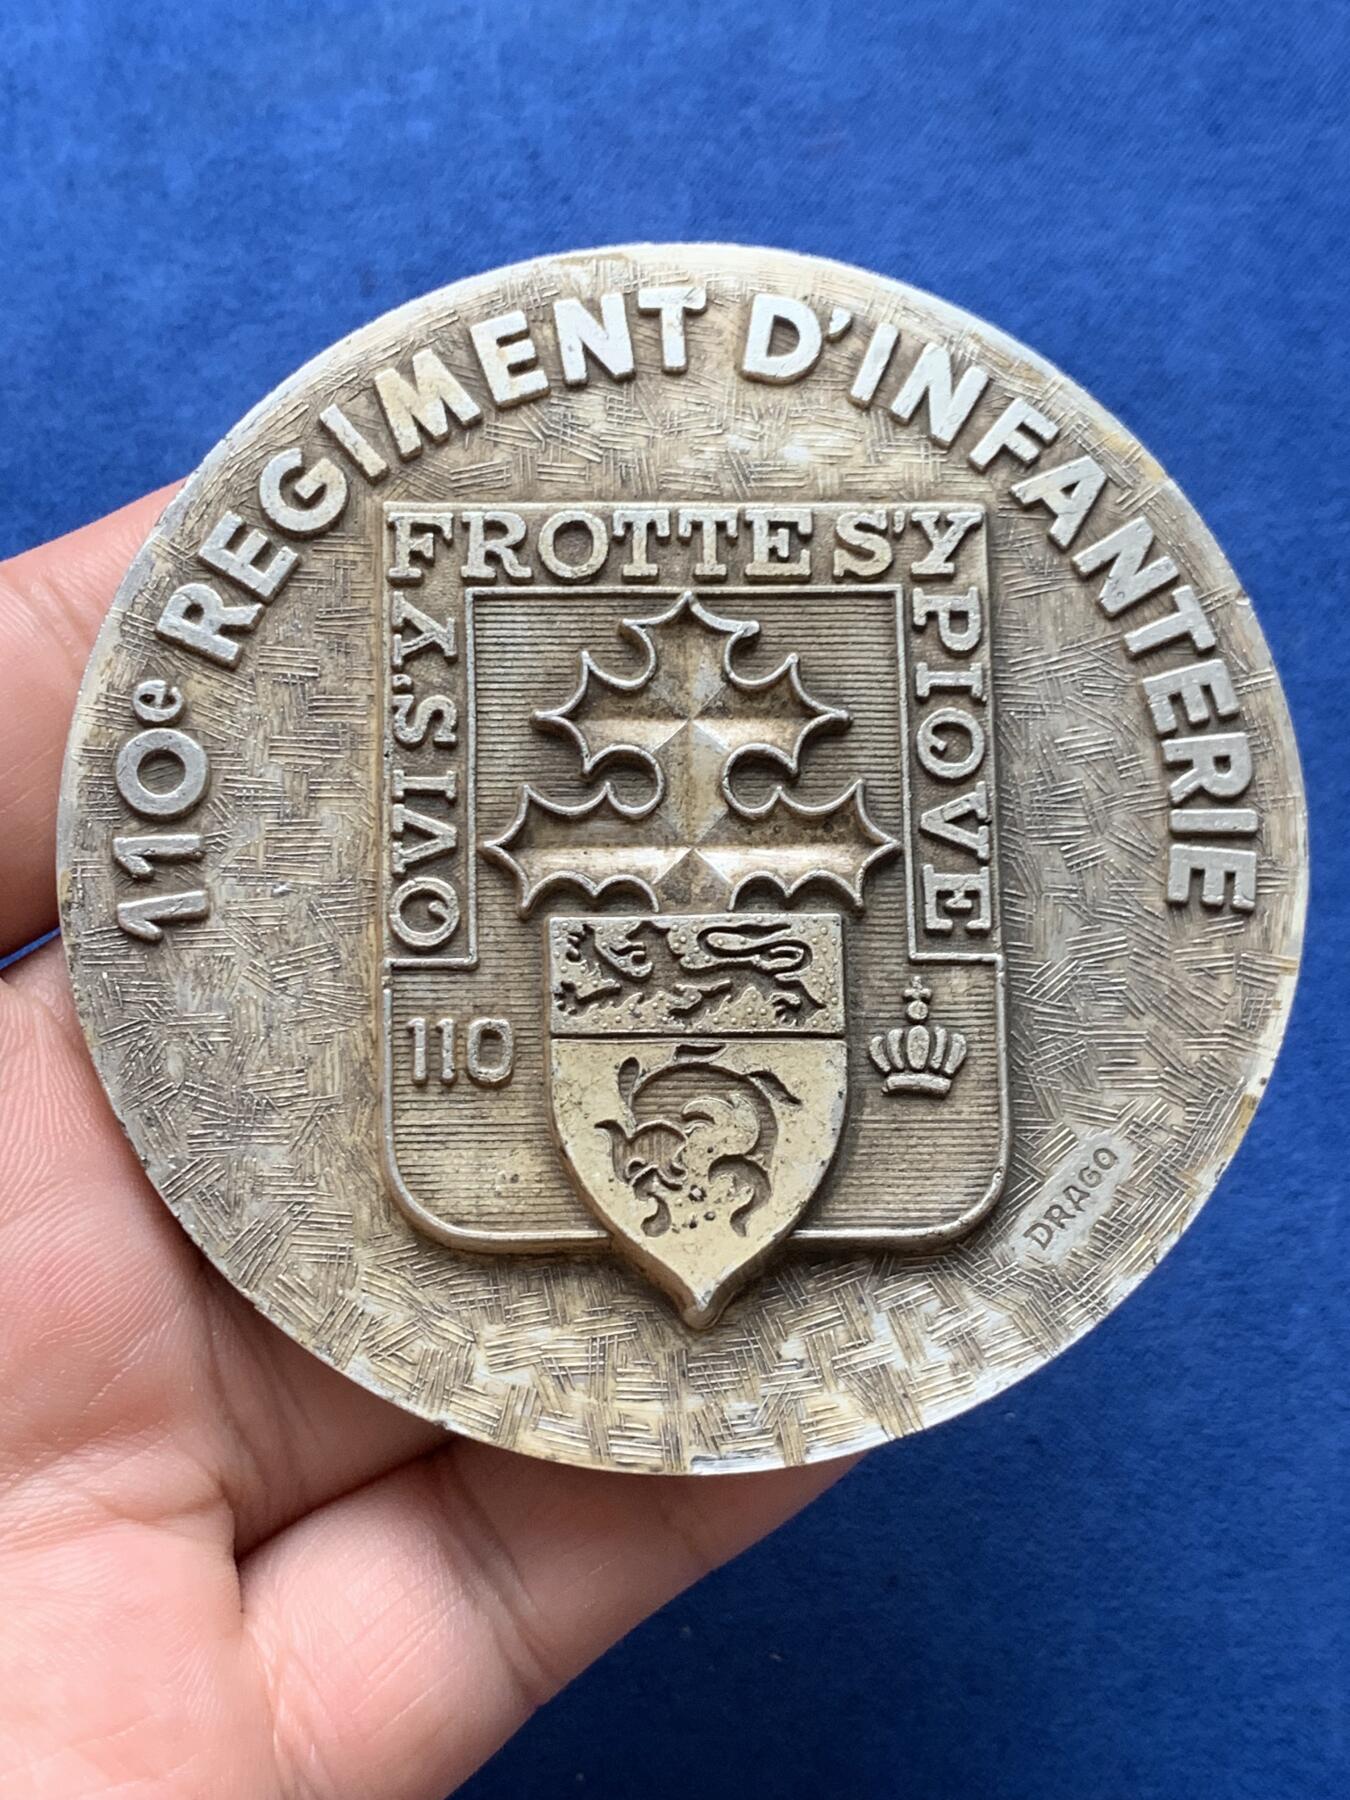 110e REGIMENT D'INFANTERIE
QVI S'Y FROTTE S'Y PIQVE
110
DRAGO